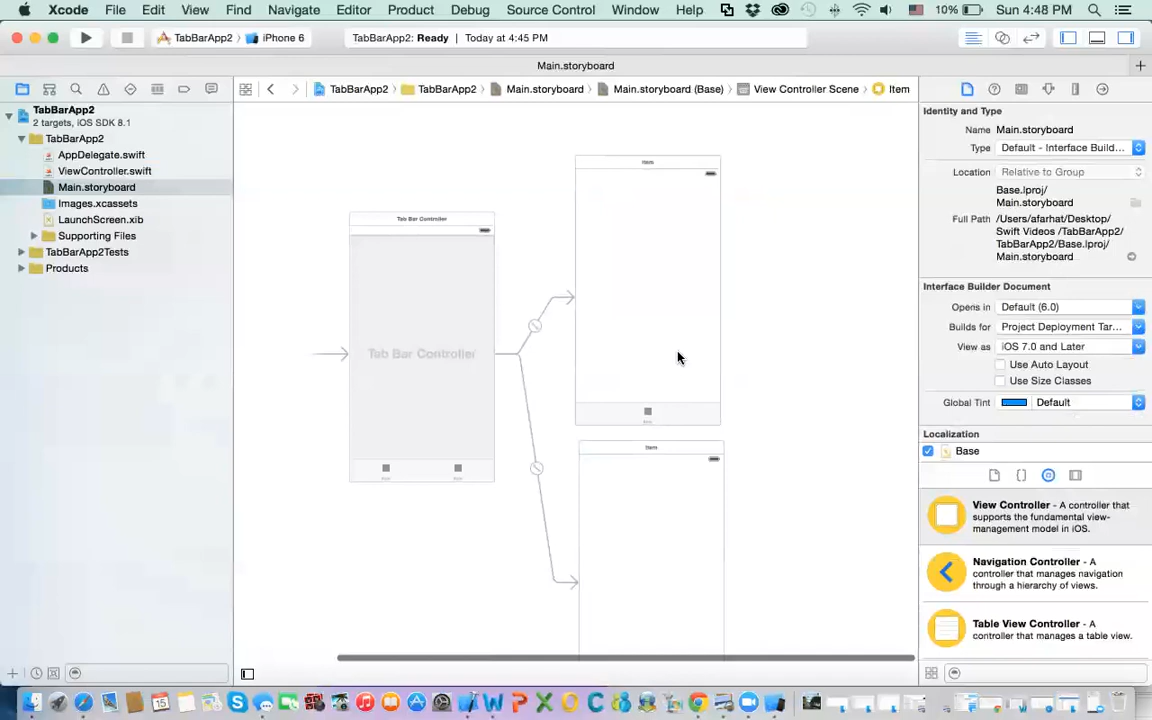 Xcode File Edit View Find Navigate Editor Product Debug Source Control Window Help 10% Sun 4:48 PM
TabBarApp2 iPhone 6 TabBarApp2: Ready | Today at 4:45 PM
Main.storyboard
TabBarApp2 TabBarApp2 Main.storyboard Main.storyboard (Base) View Controller Scene Item
TabBarApp2
2 targets, iOS SDK 8.1
TabBarApp2
AppDelegate.swift
ViewController.swift
Main.storyboard
Images.xcassets
LaunchScreen.xib
Supporting Files
TabBarApp2Tests
Products
Tab Bar Controller
Tab Bar Controller
Item
Item
Identity and Type
Name Main.storyboard
Type Default - Interface Build...
Location Relative to Group
Base.lproj/
Main.storyboard
Full Path /Users/afarhat/Desktop/
Swift Videos /TabBarApp2/
TabBarApp2/Base.lproj/
Main.storyboard
Interface Builder Document
Opens in Default (6.0)
Builds for Project Deployment Tar...
View as iOS 7.0 and Later
Use Auto Layout
Use Size Classes
Global Tint Default
Localization
Base
View Controller - A controller that
supports the fundamental view-
management model in iOS.
Navigation Controller - A
controller that manages navigation
through a hierarchy of views.
Table View Controller - A
controller that manages a table view.